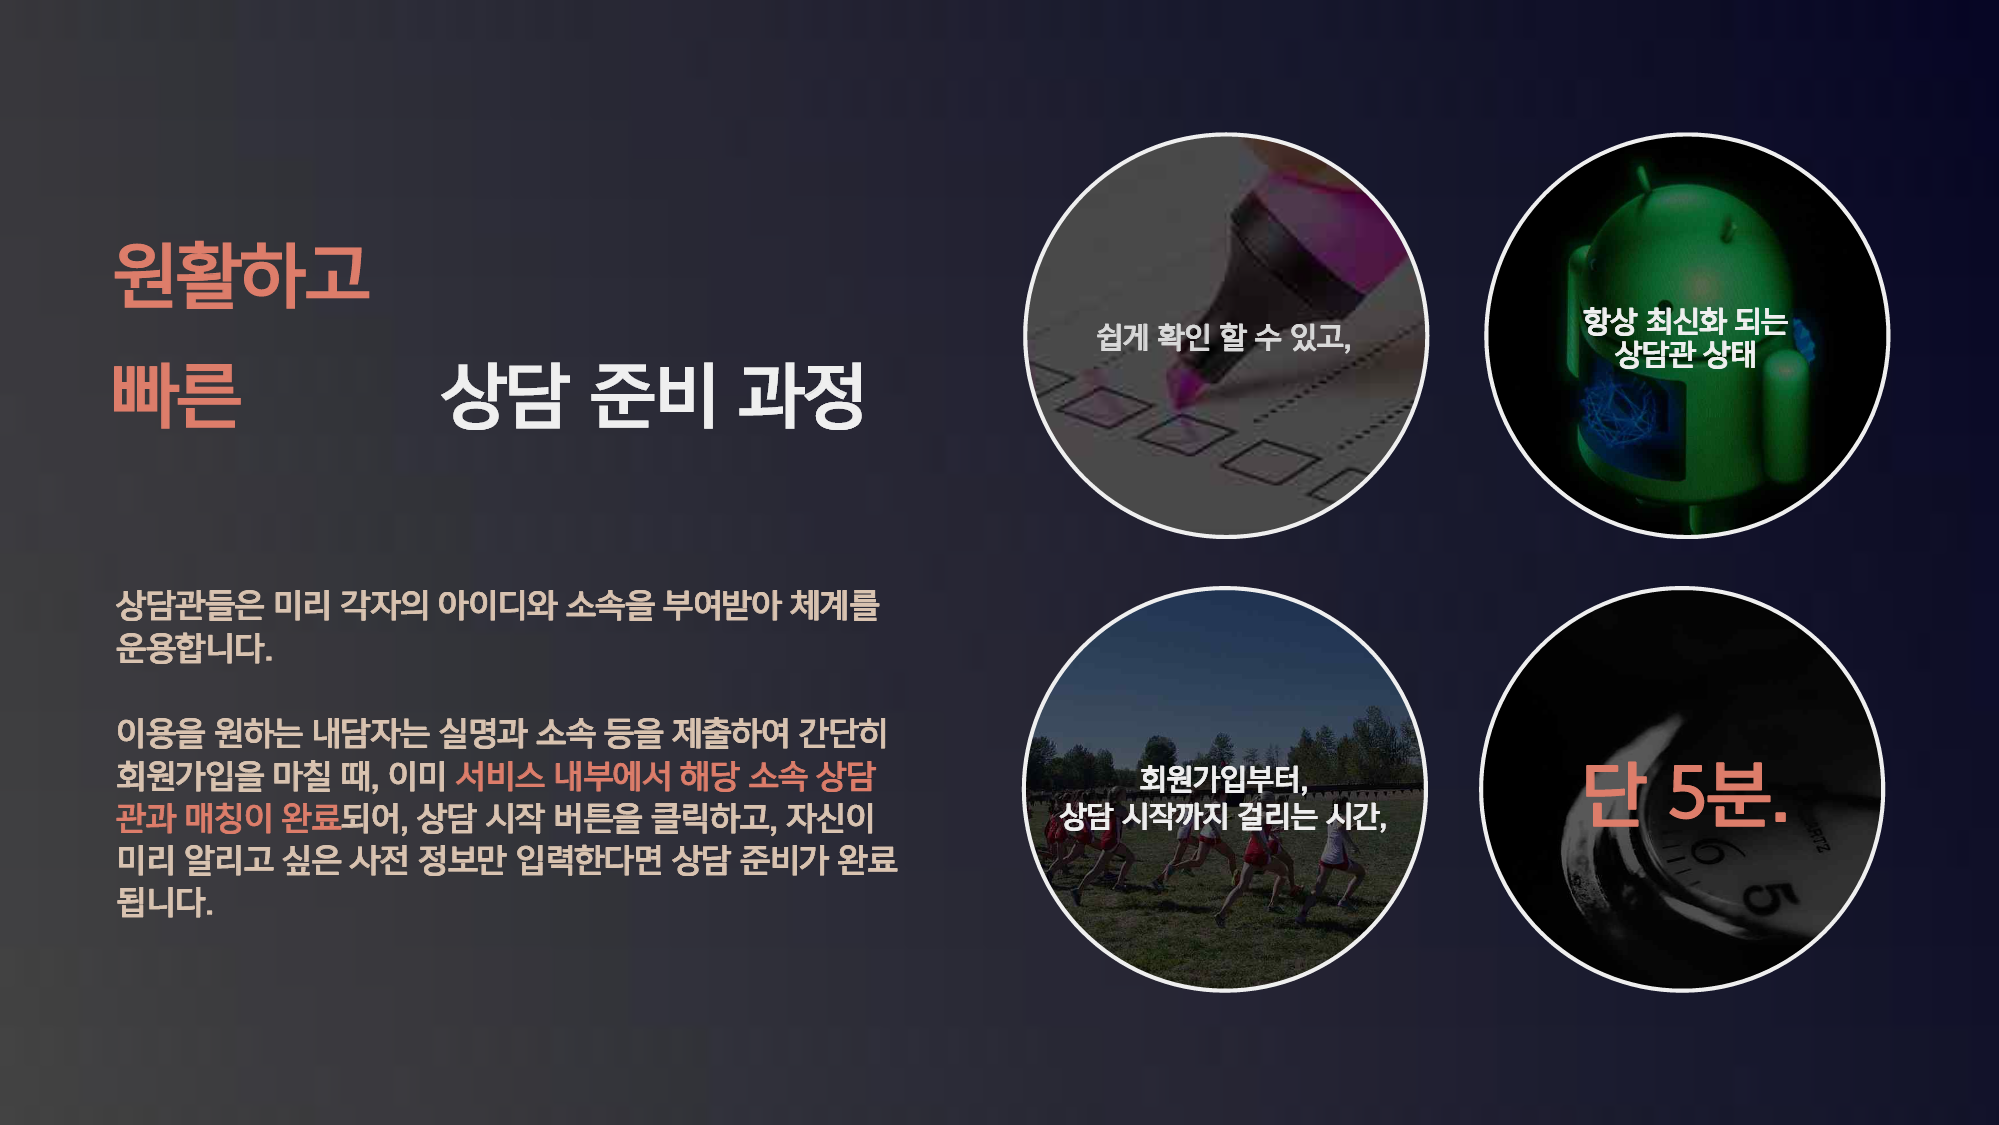 원활하고
빠른 상담 준비 과정
상담관들은 미리 각자의 아이디와 소속을 부여받아 체계를
운용합니다.
이용을 원하는 내담자는 실명과 소속 등을 제출하여 간단히
회원가입을 마칠 때, 이미 서비스 내부에서 해당 소속 상담
관과 매칭이 완료되어, 상담 시작 버튼을 클릭하고, 자신이
미리 알리고 싶은 사전 정보만 입력한다면 상담 준비가 완료
됩니다.
쉽게 확인 할 수 있고,
항상 최신화 되는
상담관 상태
회원가입부터,
상담 시작까지 걸리는 시간,
단 5분.
6
5